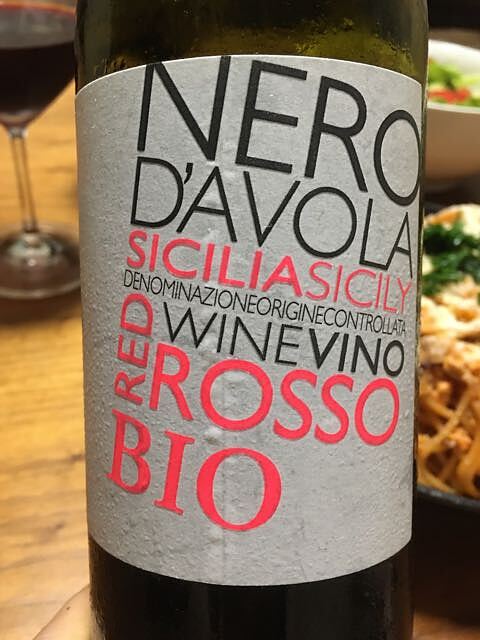 NERO
D'AVOLA
SICILIASICILY
DENOMINAZIONEORIGINECONTROLLATA
WINEVINO
RED
ROSSO
BIO